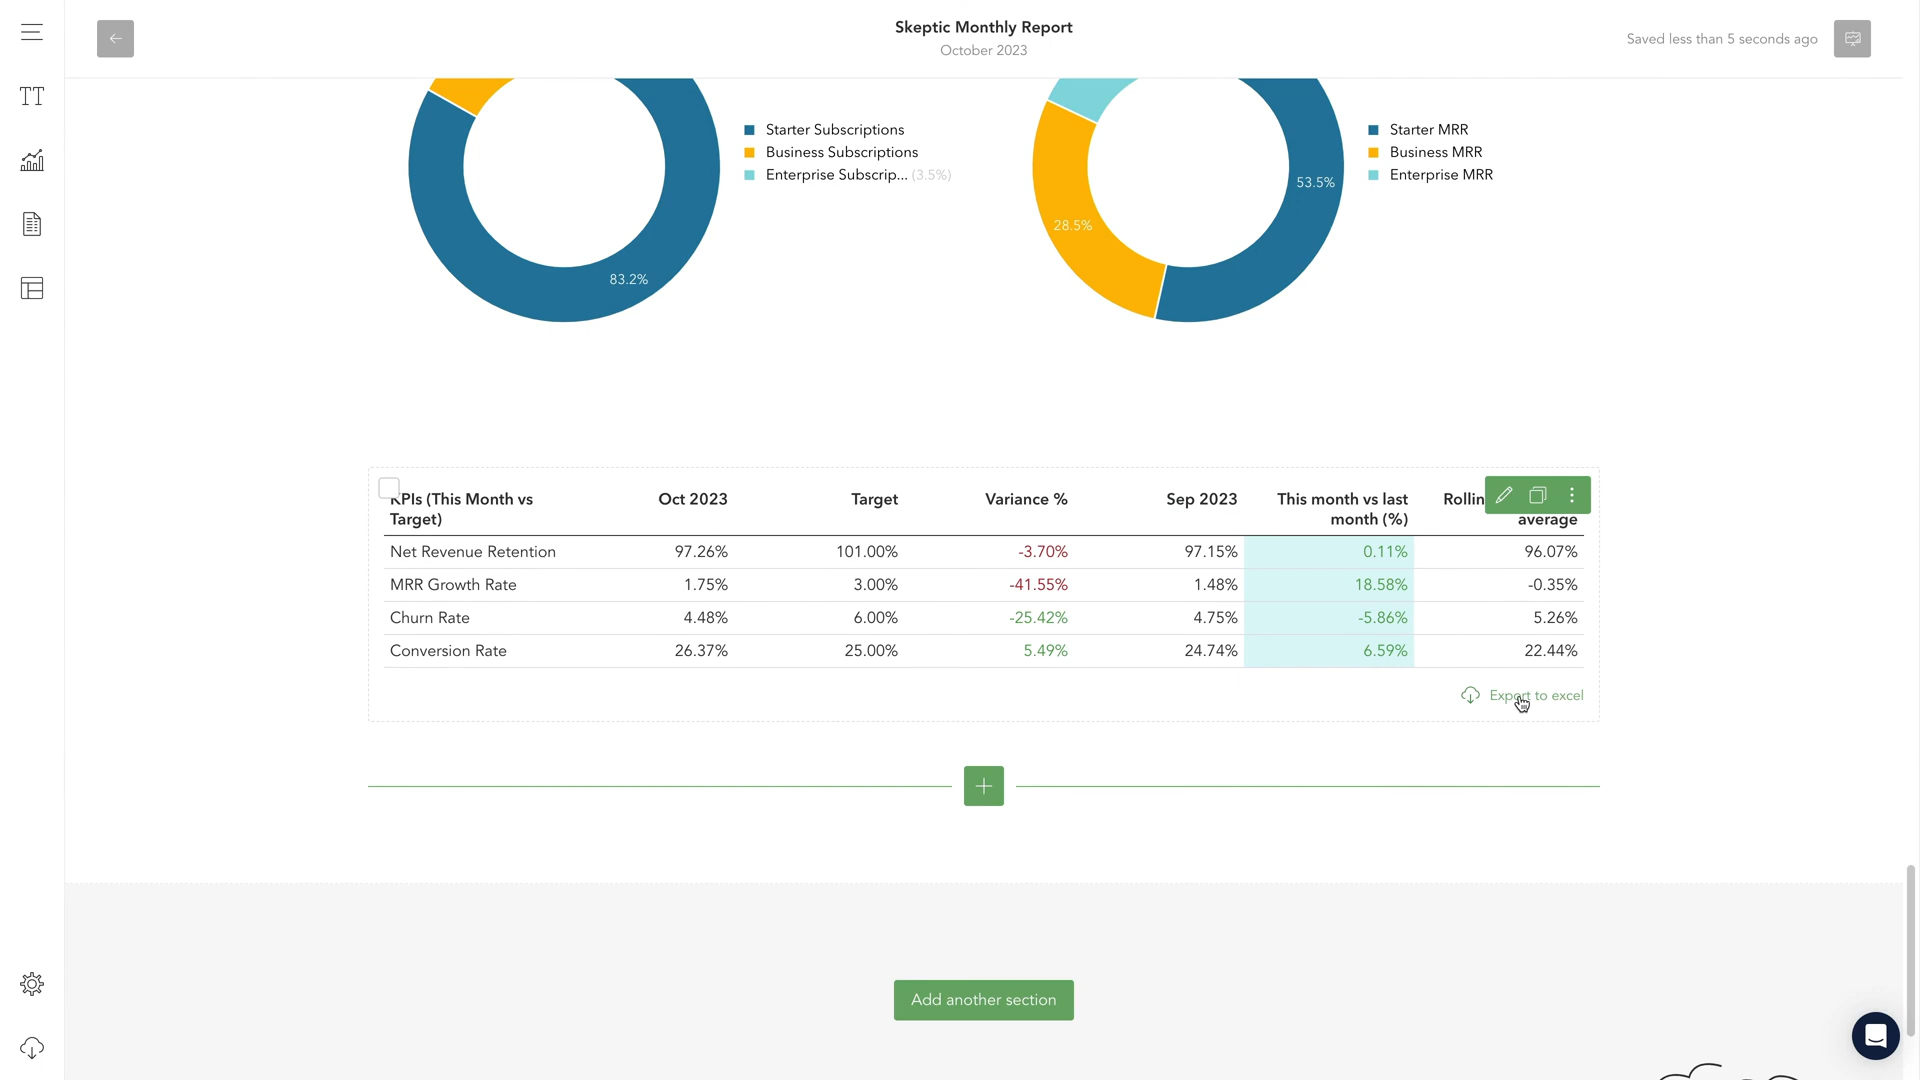 Skeptic Monthly Report
October 2023
Saved less than 5 seconds ago
TT
Starter Subscriptions
Business Subscriptions
Enterprise Subscrip... (3.5%)
83.2%
Starter MRR
Business MRR
Enterprise MRR
53.5%
28.5%
KPIs (This Month vs Target) Oct 2023 Target Variance % Sep 2023 This month vs last month (%) average
Net Revenue Retention 97.26% 101.00% -3.70% 97.15% 0.11% 96.07%
MRR Growth Rate 1.75% 3.00% -41.55% 1.48% 18.58% -0.35%
Churn Rate 4.48% 6.00% -25.42% 4.75% -5.86% 5.26%
Conversion Rate 26.37% 25.00% 5.49% 24.74% 6.59% 22.44%
Export to excel
Add another section